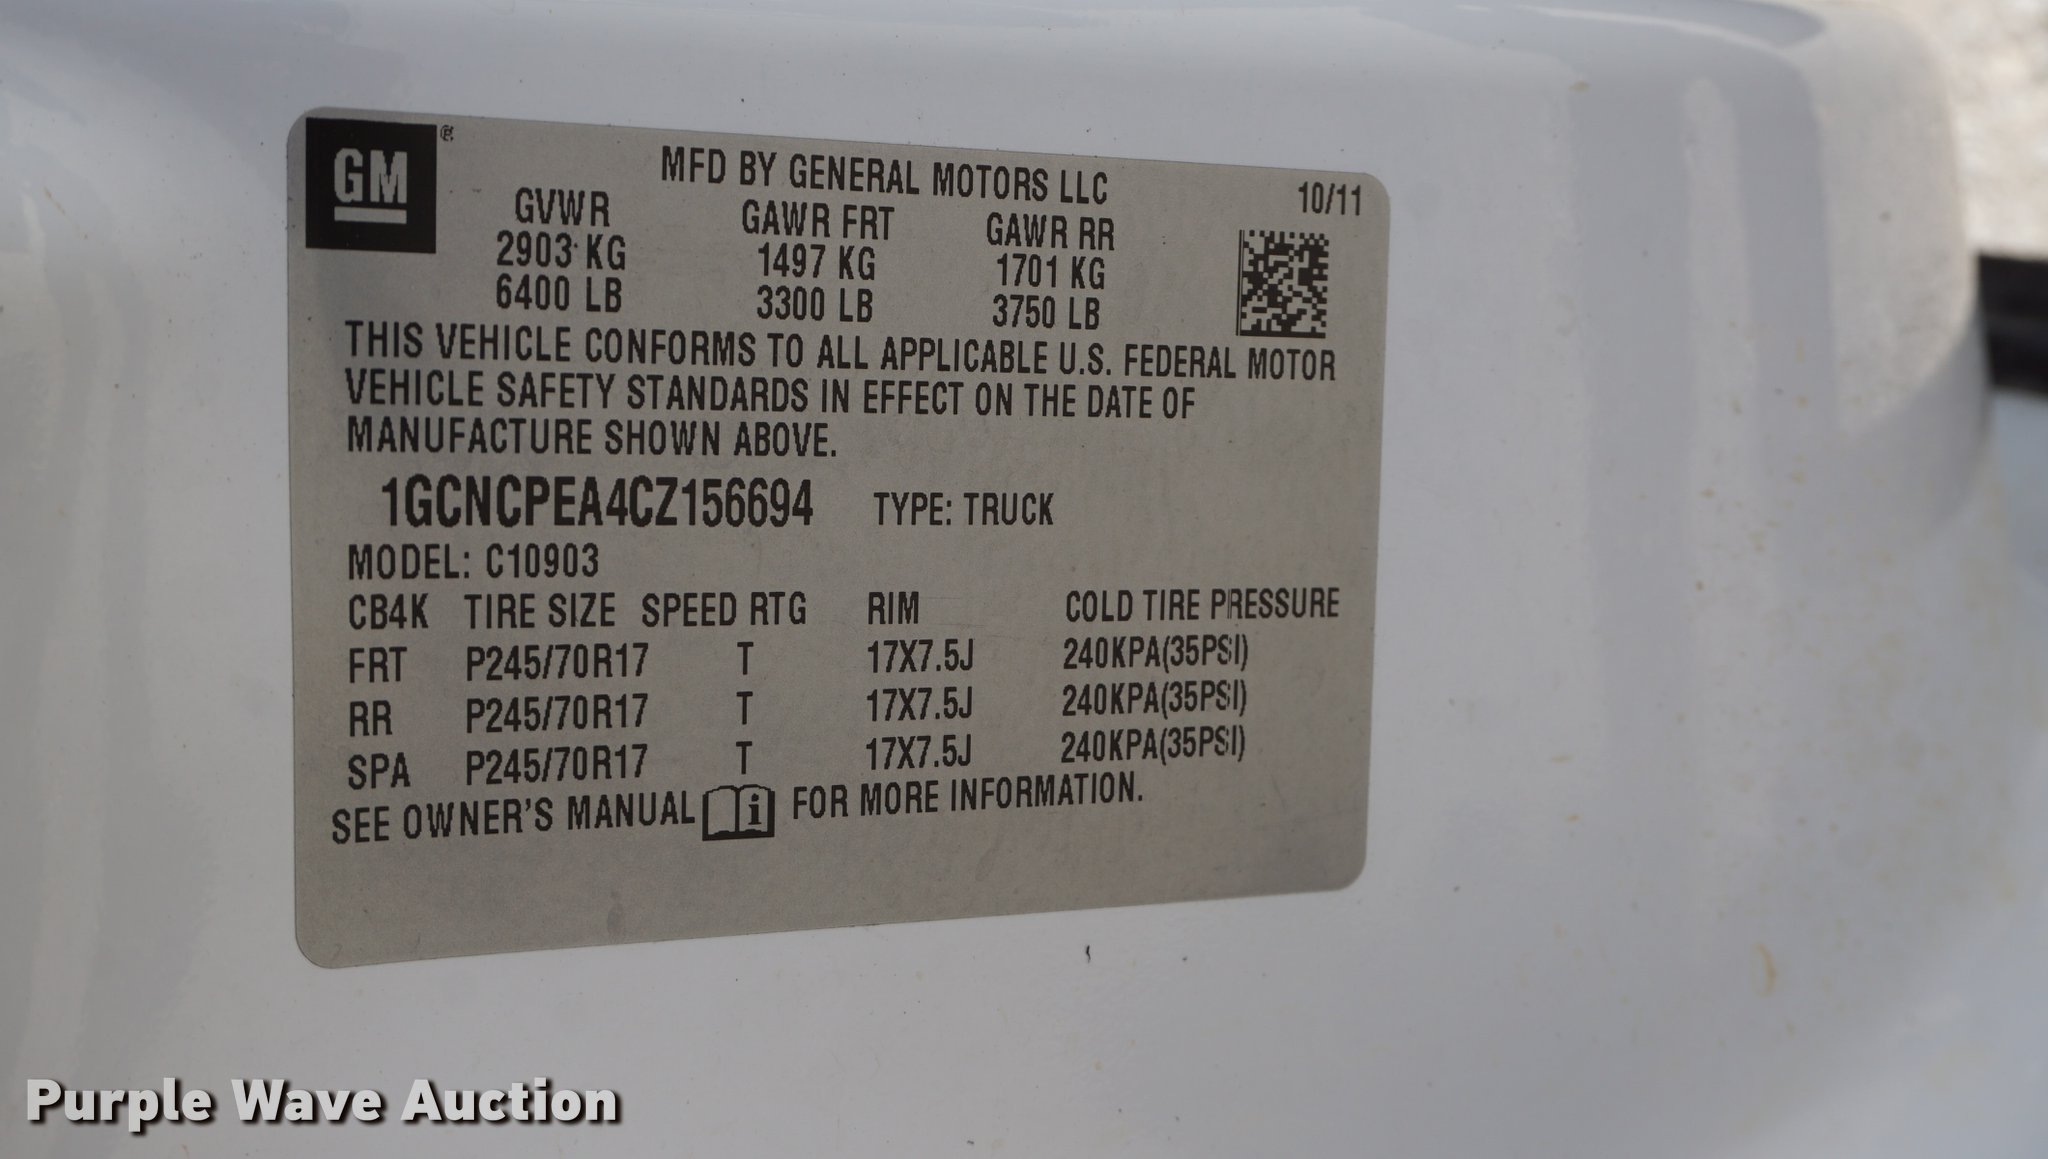 GM ®
MFD BY GENERAL MOTORS LLC 10/11
GVWR GAWR FRT GAWR RR
2903 KG 1497 KG 1701 KG
6400 LB 3300 LB 3750 LB
THIS VEHICLE CONFORMS TO ALL APPLICABLE U.S. FEDERAL MOTOR
VEHICLE SAFETY STANDARDS IN EFFECT ON THE DATE OF
MANUFACTURE SHOWN ABOVE.
1GCNCPEA4CZ156694 TYPE: TRUCK
MODEL: C10903
CB4K TIRE SIZE SPEED RTG RIM COLD TIRE PRESSURE
FRT P245/70R17 T 17X7.5J 240KPA(35PSI)
RR P245/70R17 T 17X7.5J 240KPA(35PSI)
SPA P245/70R17 T 17X7.5J 240KPA(35PSI)
SEE OWNER'S MANUAL i FOR MORE INFORMATION.
Purple Wave Auction